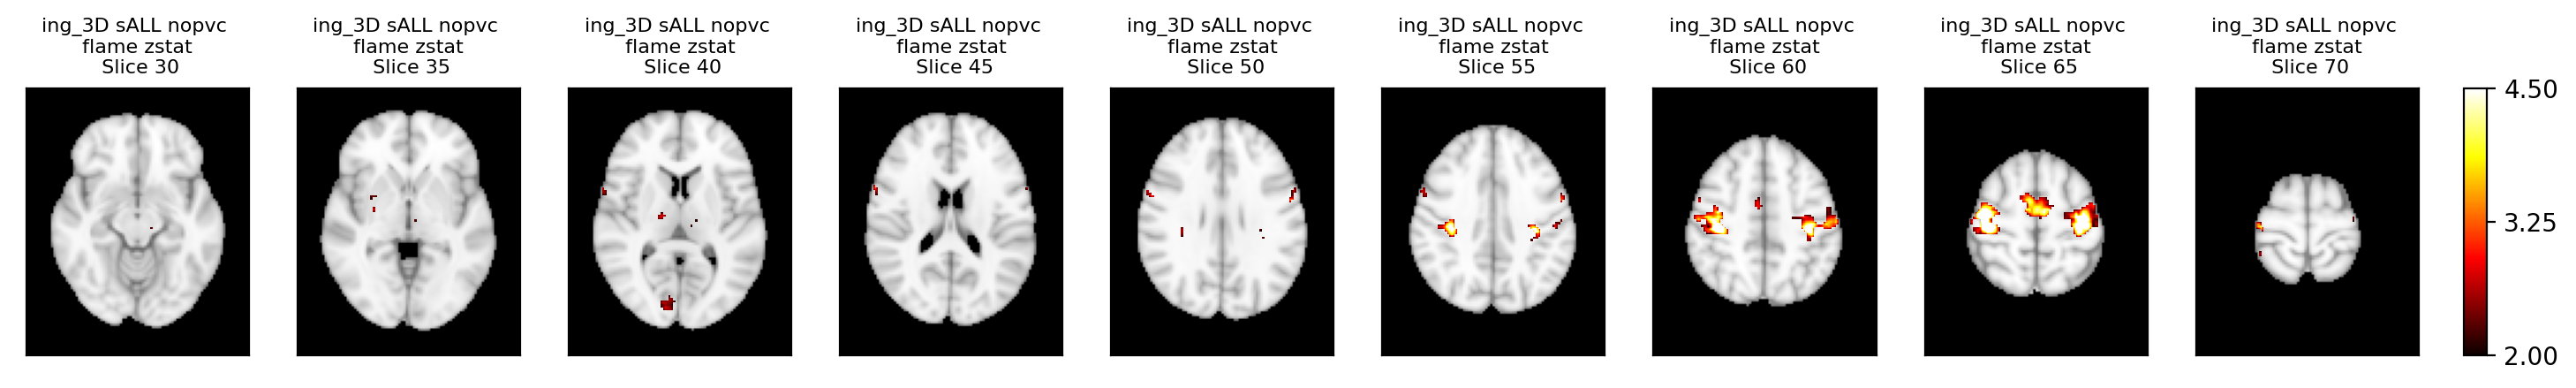 ing_3D sALL nopvc
flame zstat
Slice 30
ing_3D sALL nopvc
flame zstat
Slice 35
ing_3D sALL nopvc
flame zstat
Slice 40
ing_3D sALL nopvc
flame zstat
Slice 45
ing_3D sALL nopvc
flame zstat
Slice 50
ing_3D sALL nopvc
flame zstat
Slice 55
ing_3D sALL nopvc
flame zstat
Slice 60
ing_3D sALL nopvc
flame zstat
Slice 65
ing_3D sALL nopvc
flame zstat
Slice 70
4.50
3.25
2.00